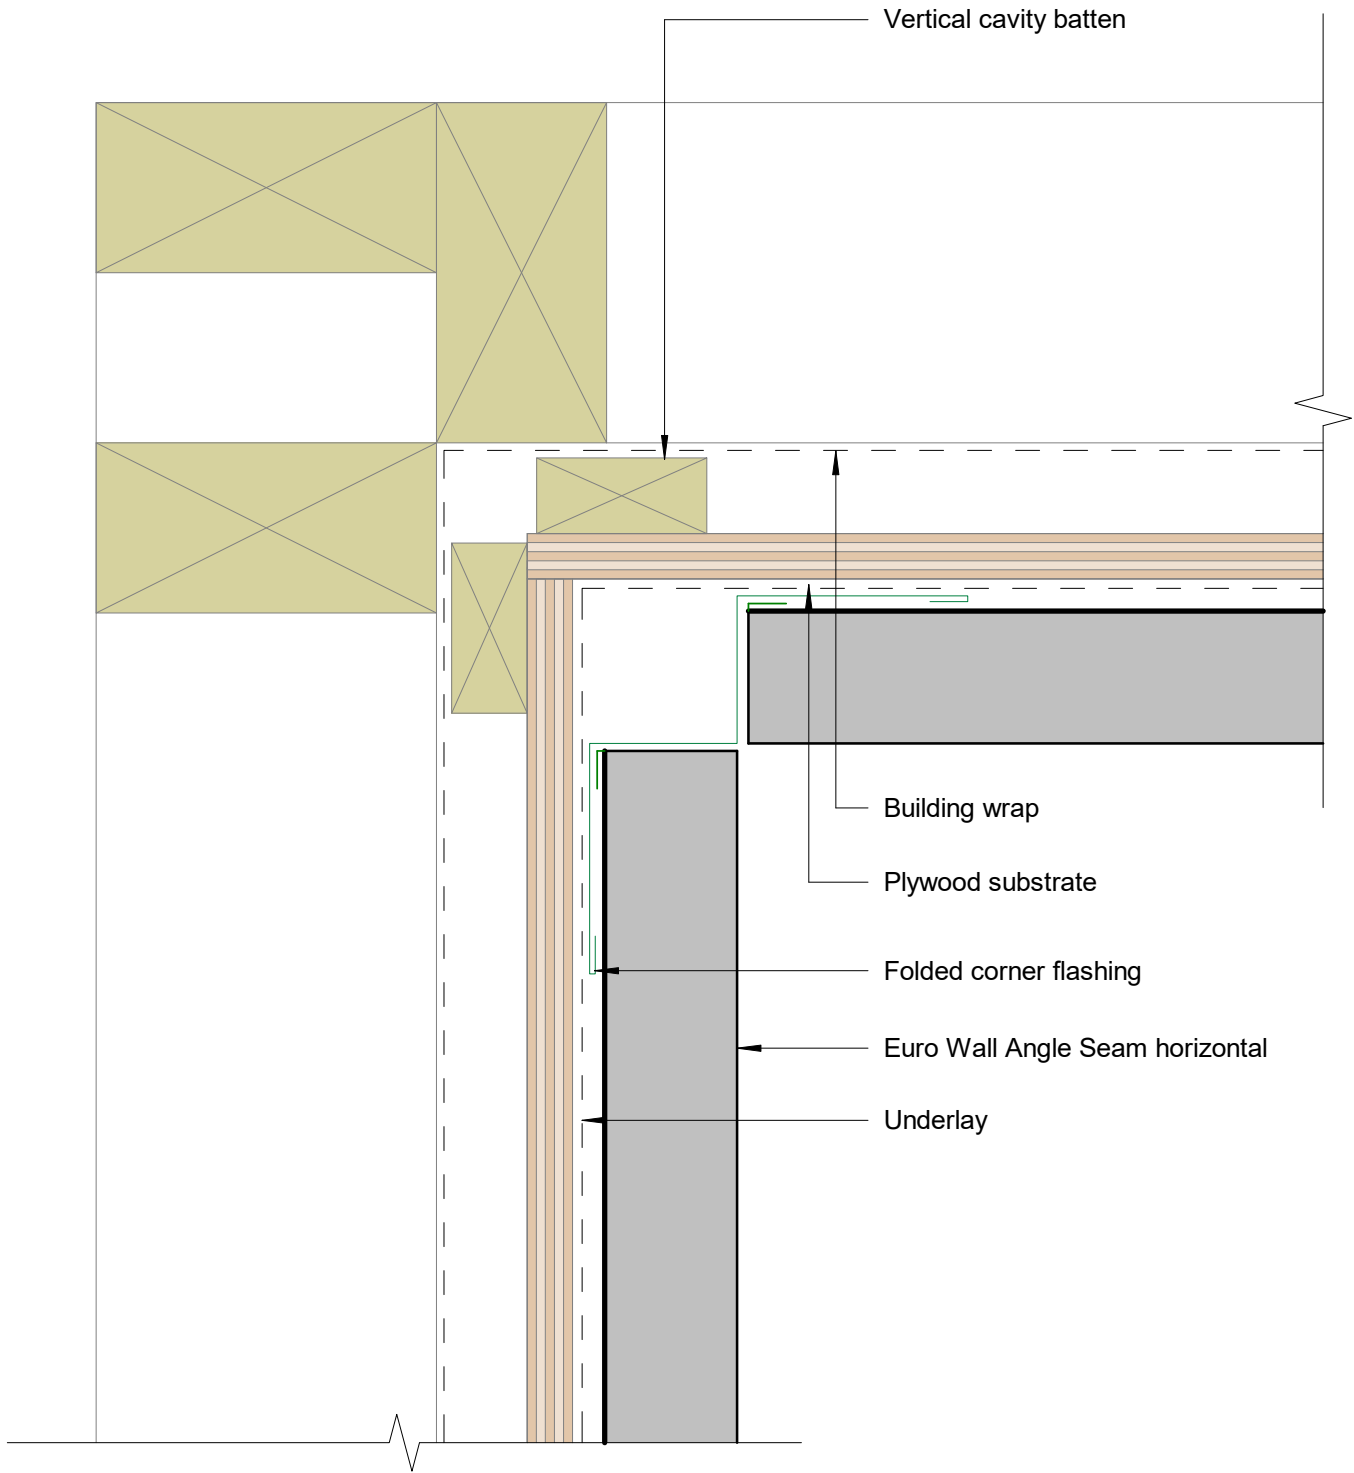 Vertical cavity batten
Building wrap
Plywood substrate
Folded corner flashing
Euro Wall Angle Seam horizontal
Underlay